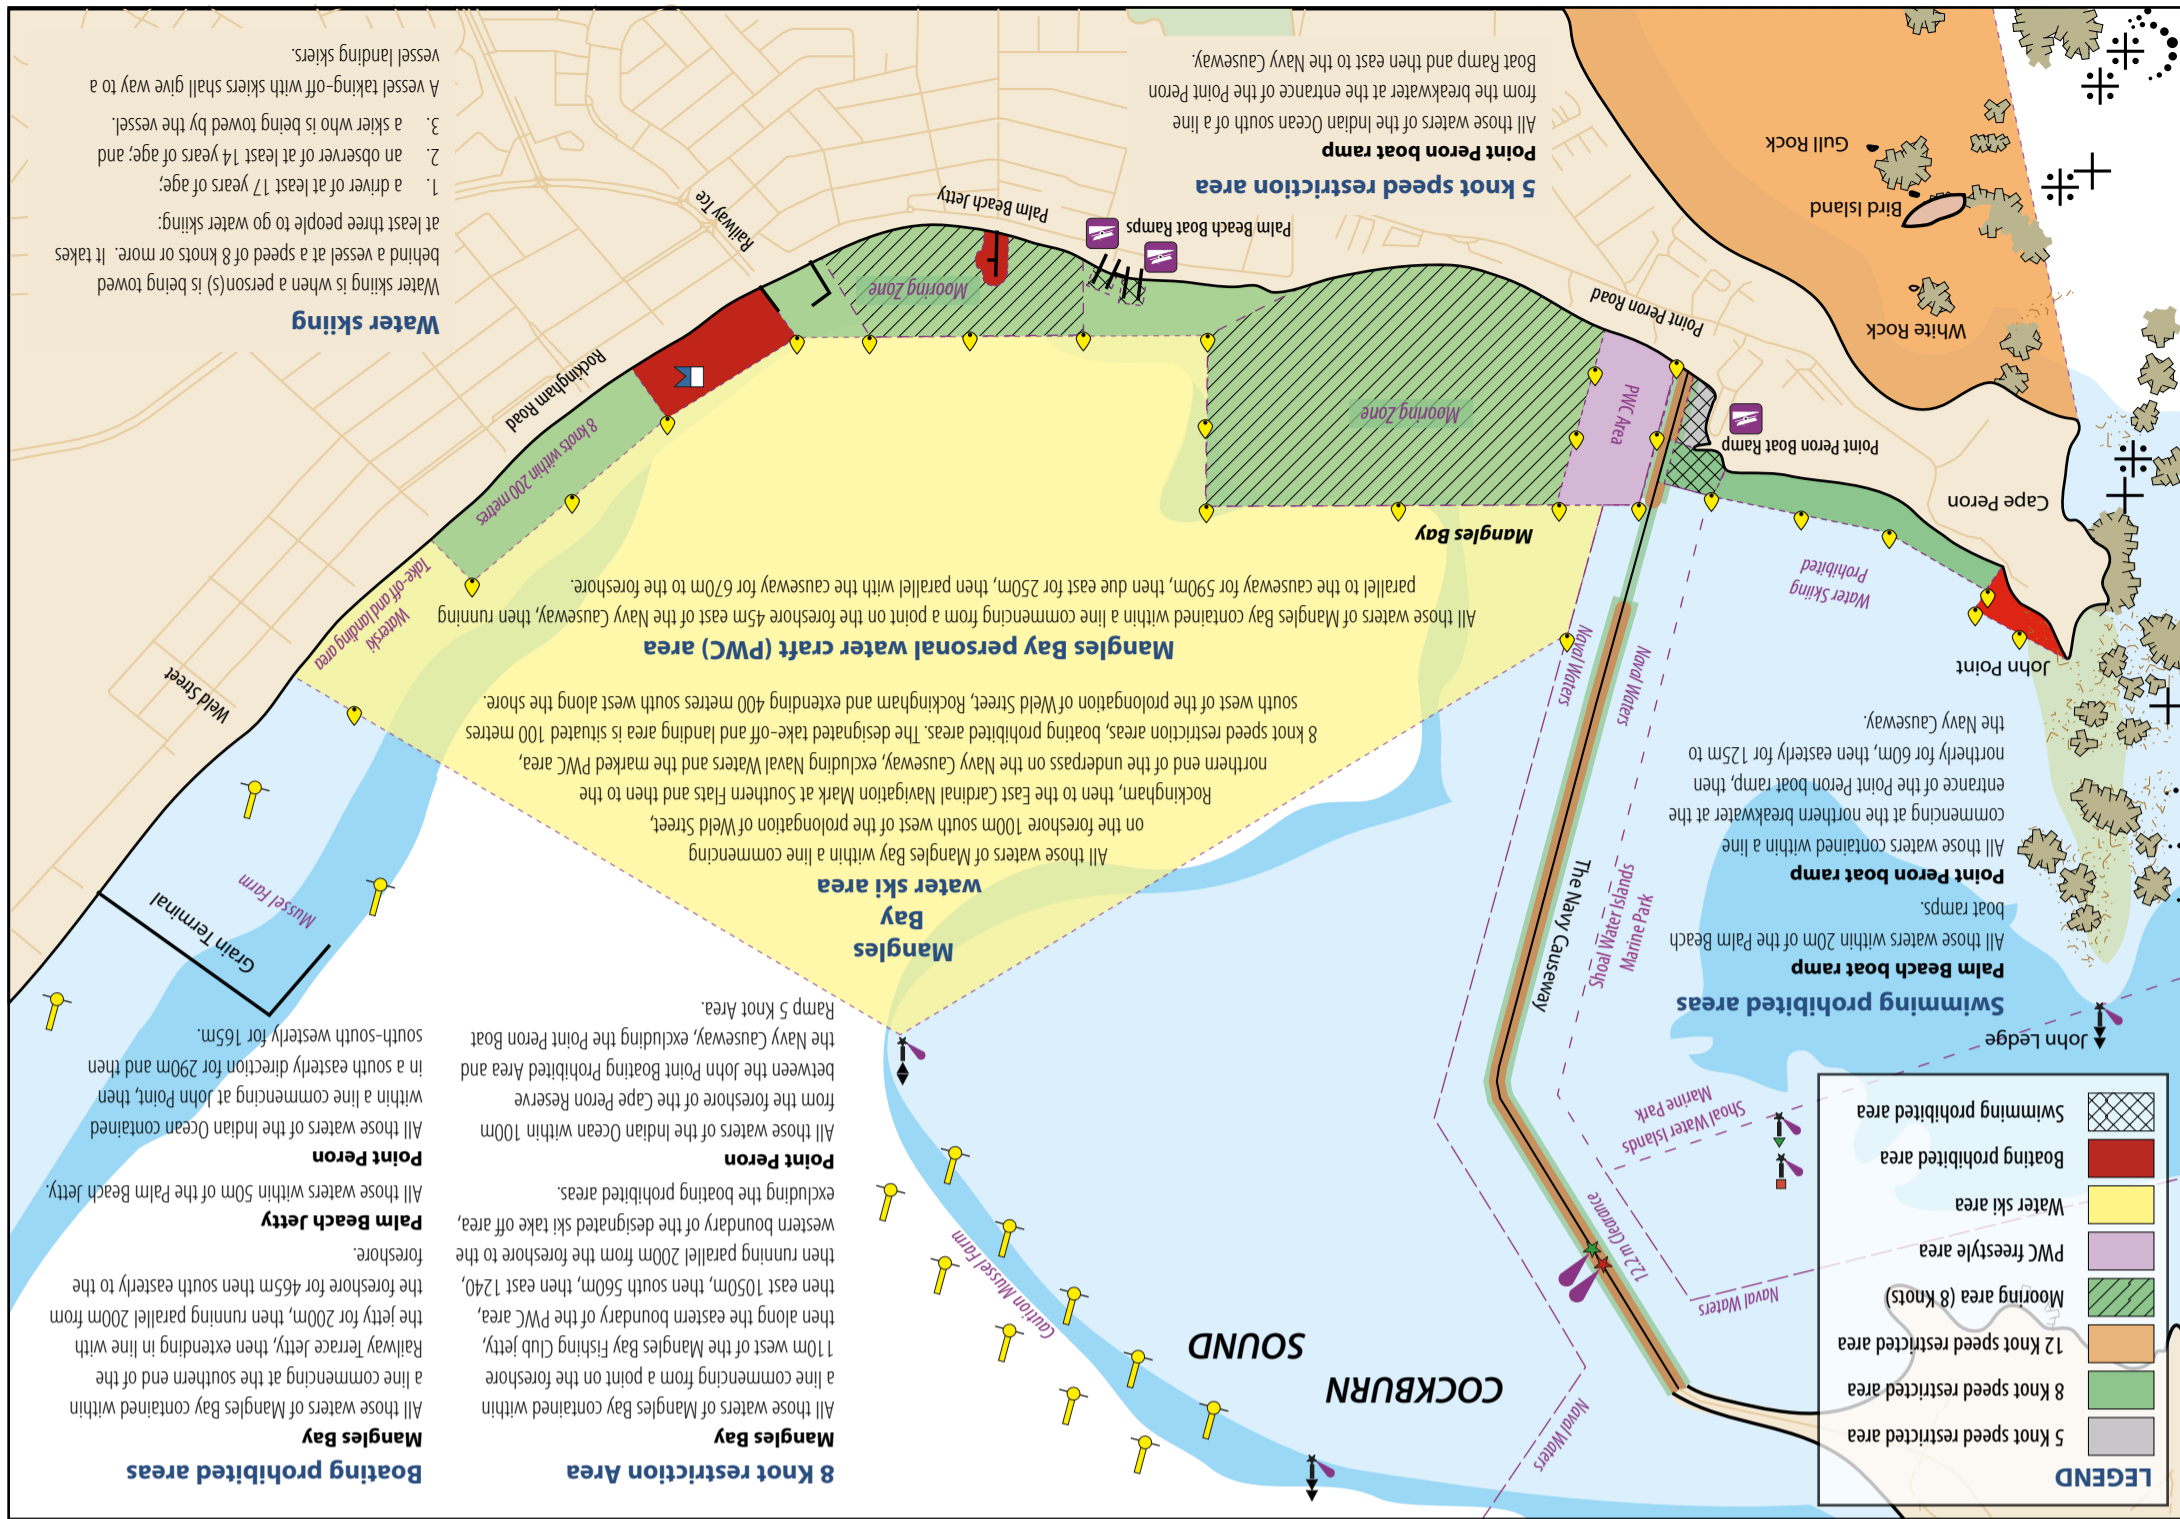 LEGEND
5 Knot speed restricted area
8 Knot speed restricted area
12 Knot speed restricted area
Mooring area (8 Knots)
PWC freestyle area
Water ski area
Boating prohibited area
Swimming prohibited area
COCKBURN
SOUND
Naval Waters
Naval Waters
12.2 m Clearance
Shoal Water Islands
Marine Park
John Ledge
Caution Mussel Farm
8 Knot restriction Area
Mangles Bay
All those waters of Mangles Bay contained within
a line commencing from a point on the foreshore
110m west of the Mangles Bay Fishing Club jetty,
then along the eastern boundary of the PWC area,
then east 1050m, then south 560m, then east 1240,
then running parallel 200m from the foreshore to the
western boundary of the designated ski take off area,
excluding the boating prohibited areas.
Point Peron
All those waters of the Indian Ocean within 100m
from the foreshore of the Cape Peron Reserve
between the John Point Boating Prohibited Area and
the Navy Causeway, excluding the Point Peron Boat
Ramp 5 Knot Area.
Boating prohibited areas
Mangles Bay
All those waters of Mangles Bay contained within
a line commencing at the southern end of the
Railway Terrace Jetty, then extending in line with
the jetty for 200m, then running parallel 200m from
the foreshore for 465m then south easterly to the
foreshore.
Palm Beach Jetty
All those waters within 50m of the Palm Beach Jetty.
Point Peron
All those waters of the Indian Ocean contained
within a line commencing at John Point, then
in a south easterly direction for 290m and then
south-south westerly for 165m.
Swimming prohibited areas
Palm Beach boat ramp
All those waters within 20m of the Palm Beach
boat ramps.
Point Peron boat ramp
All those waters contained within a line
commencing at the northern breakwater at the
entrance of the Point Peron boat ramp, then
northerly for 60m, then easterly for 125m to
the Navy Causeway.
Shoal Water Islands
Marine Park
The Navy Causeway
Naval Waters
Naval Waters
Mangles
Bay
water ski area
All those waters of Mangles Bay within a line commencing
on the foreshore 100m south west of the prolongation of Weld Street,
Rockingham, then to the East Cardinal Navigation Mark at Southern Flats and then to the
northern end of the underpass on the Navy Causeway, excluding Naval Waters and the marked PWC area,
8 knot speed restriction areas, boating prohibited areas. The designated take-off and landing area is situated 100 metres
south west of the prolongation of Weld Street, Rockingham and extending 400 metres south west along the shore.
Mangles Bay personal water craft (PWC) area
All those waters of Mangles Bay contained within a line commencing from a point on the foreshore 45m east of the Navy Causeway, then running
parallel to the causeway for 590m, then due east for 250m, then parallel with the causeway for 670m to the foreshore.
Mangles Bay
Grain Terminal
Mussel Farm
Weld Street
Waterski
Take-off and landing area
John Point
Water Skiing
Prohibited
Cape Peron
Point Peron Boat Ramp
PWC Area
Mooring Zone
8 knots within 200 metres
Rockingham Road
White Rock
Point Peron Road
Mooring Zone
Bird Island
Palm Beach Boat Ramps
Palm Beach Jetty
Railway Tce
Gull Rock
5 knot speed restriction area
Point Peron boat ramp
All those waters of the Indian Ocean south of a line
from the breakwater at the entrance of the Point Peron
Boat Ramp and then east to the Navy Causeway.
Water skiing
Water skiing is when a person(s) is being towed
behind a vessel at a speed of 8 knots or more. It takes
at least three people to go water skiing:
1. a driver of at least 17 years of age;
2. an observer of at least 14 years of age; and
3. a skier who is being towed by the vessel.
A vessel taking-off with skiers shall give way to a
vessel landing skiers.